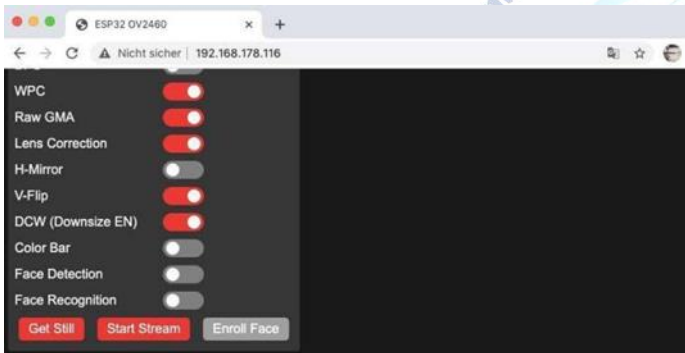 ESP32 OV2460
Nicht sicher | 192.168.178.116
WPC
Raw GMA
Lens Correction
H-Mirror
V-Flip
DCW (Downsize EN)
Color Bar
Face Detection
Face Recognition
Get Still Start Stream Enroll Face